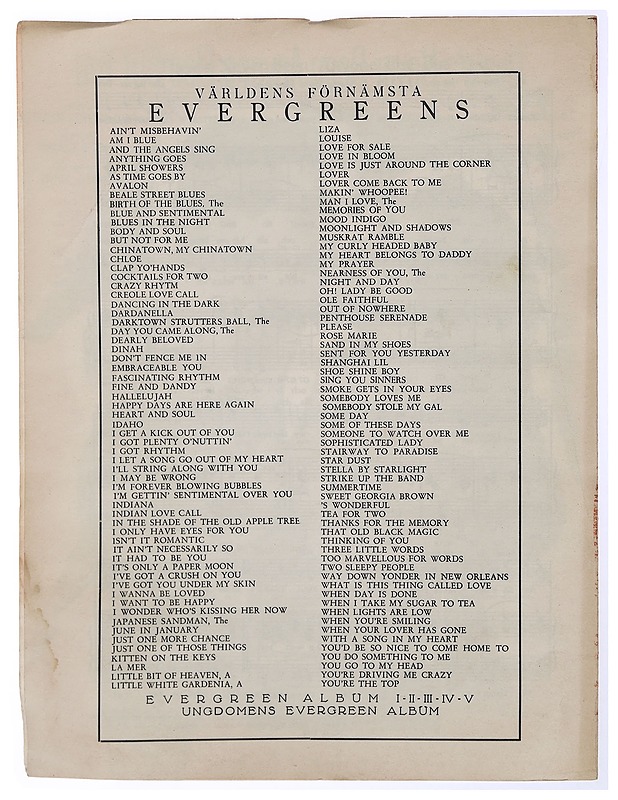 VÄRLDENS FÖRNÄMSTA
EVERGREENS
AIN'T MISBEHAVIN'
AM I BLUE
AND THE ANGELS SING
ANYTHING GOES
APRIL SHOWERS
AS TIME GOES BY
AVALON
BEALE STREET BLUES
BIRTH OF THE BLUES, The
BLUE AND SENTIMENTAL
BLUES IN THE NIGHT
BODY AND SOUL
BUT NOT FOR ME
CHINATOWN, MY CHINATOWN
CHLOE
CLAP YO'HANDS
COCKTAILS FOR TWO
CRAZY RHYTM
CREOLE LOVE CALL
DANCING IN THE DARK
DARDANELLA
DARKTOWN STRUTTERS BALL, The
DAY YOU CAME ALONG, The
DEARLY BELOVED
DINAH
DON'T FENCE ME IN
EMBRACEABLE YOU
FASCINATING RHYTHM
FINE AND DANDY
HALLELUJAH
HAPPY DAYS ARE HERE AGAIN
HEART AND SOUL
IDAHO
I GET A KICK OUT OF YOU
I GOT PLENTY O'NUTTIN'
I GOT RHYTHM
I LET A SONG GO OUT OF MY HEART
I'LL STRING ALONG WITH YOU
I MAY BE WRONG
I'M FOREVER BLOWING BUBBLES
I'M GETTIN' SENTIMENTAL OVER YOU
INDIANA
INDIAN LOVE CALL
IN THE SHADE OF THE OLD APPLE TREE
I ONLY HAVE EYES FOR YOU
ISN'T IT ROMANTIC
IT AIN'T NECESSARILY SO
IT HAD TO BE YOU
IT'S ONLY A PAPER MOON
I'VE GOT A CRUSH ON YOU
I'VE GOT YOU UNDER MY SKIN
I WANNA BE LOVED
I WANT TO BE HAPPY
I WONDER WHO'S KISSING HER NOW
JAPANESE SANDMAN, The
JUNE IN JANUARY
JUST ONE MORE CHANCE
JUST ONE OF THOSE THINGS
KITTEN ON THE KEYS
LA MER
LITTLE BIT OF HEAVEN, A
LITTLE WHITE GARDENIA, A
LIZA
LOUISE
LOVE FOR SALE
LOVE IN BLOOM
LOVE IS JUST AROUND THE CORNER
LOVER
LOVER COME BACK TO ME
MAKIN' WHOOPEE!
MAN I LOVE, The
MEMORIES OF YOU
MOOD INDIGO
MOONLIGHT AND SHADOWS
MUSKRAT RAMBLE
MY CURLY HEADED BABY
MY HEART BELONGS TO DADDY
MY PRAYER
NEARNESS OF YOU, The
NIGHT AND DAY
OH! LADY BE GOOD
OLE FAITHFUL
OUT OF NOWHERE
PENTHOUSE SERENADE
PLEASE
ROSE MARIE
SAND IN MY SHOES
SENT FOR YOU YESTERDAY
SHANGHAI LIL
SHOE SHINE BOY
SING YOU SINNERS
SMOKE GETS IN YOUR EYES
SOMEBODY LOVES ME
SOMEBODY STOLE MY GAL
SOME DAY
SOME OF THESE DAYS
SOMEONE TO WATCH OVER ME
SOPHISTICATED LADY
STAIRWAY TO PARADISE
STAR DUST
STELLA BY STARLIGHT
STRIKE UP THE BAND
SUMMERTIME
SWEET GEORGIA BROWN
'S WONDERFUL
TEA FOR TWO
THANKS FOR THE MEMORY
THAT OLD BLACK MAGIC
THINKING OF YOU
THREE LITTLE WORDS
TOO MARVELLOUS FOR WORDS
TWO SLEEPY PEOPLE
WAY DOWN YONDER IN NEW ORLEANS
WHAT IS THIS THING CALLED LOVE
WHEN DAY IS DONE
WHEN I TAKE MY SUGAR TO TEA
WHEN LIGHTS ARE LOW
WHEN YOU'RE SMILING
WHEN YOUR LOVER HAS GONE
WITH A SONG IN MY HEART
YOU'D BE SO NICE TO COMF HOME TO
YOU DO SOMETHING TO ME
YOU GO TO MY HEAD
YOU'RE DRIVING ME CRAZY
YOU'RE THE TOP
EVERGREEN ALBUM I-II-III-IV-V
UNGDOMENS EVERGREEN ALBUM